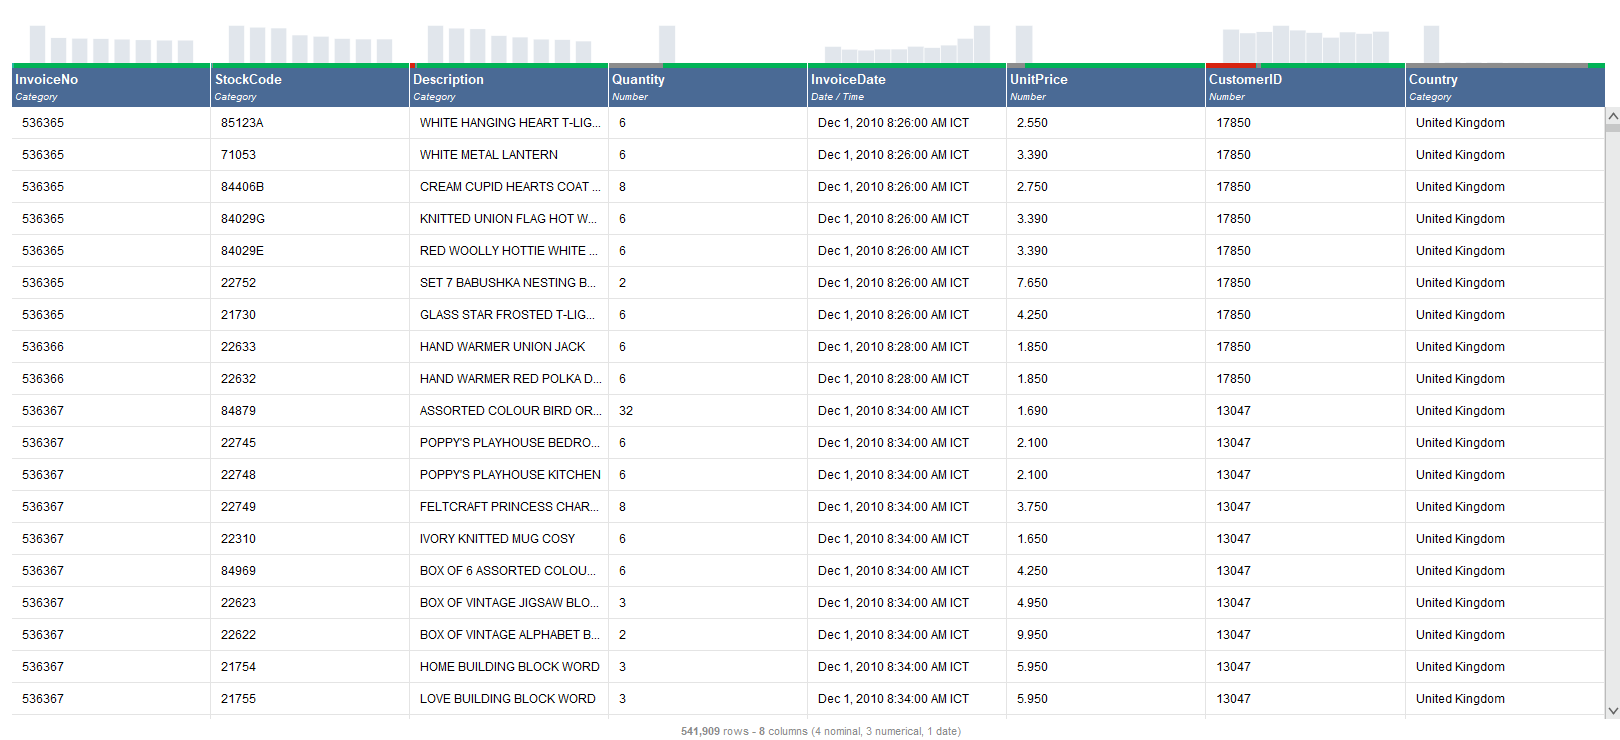 InvoiceNo StockCode Description Quantity InvoiceDate UnitPrice CustomerID Country
Category Category Category Number Date / Time Number Number Category
536365 85123A WHITE HANGING HEART T-LIG... 6 Dec 1, 2010 8:26:00 AM ICT 2.550 17850 United Kingdom
536365 71053 WHITE METAL LANTERN 6 Dec 1, 2010 8:26:00 AM ICT 3.390 17850 United Kingdom
536365 84406B CREAM CUPID HEARTS COAT ... 8 Dec 1, 2010 8:26:00 AM ICT 2.750 17850 United Kingdom
536365 84029G KNITTED UNION FLAG HOT W... 6 Dec 1, 2010 8:26:00 AM ICT 3.390 17850 United Kingdom
536365 84029E RED WOOLLY HOTTIE WHITE ... 6 Dec 1, 2010 8:26:00 AM ICT 3.390 17850 United Kingdom
536365 22752 SET 7 BABUSHKA NESTING B... 2 Dec 1, 2010 8:26:00 AM ICT 7.650 17850 United Kingdom
536365 21730 GLASS STAR FROSTED T-LIG... 6 Dec 1, 2010 8:26:00 AM ICT 4.250 17850 United Kingdom
536366 22633 HAND WARMER UNION JACK 6 Dec 1, 2010 8:28:00 AM ICT 1.850 17850 United Kingdom
536366 22632 HAND WARMER RED POLKA D... 6 Dec 1, 2010 8:28:00 AM ICT 1.850 17850 United Kingdom
536367 84879 ASSORTED COLOUR BIRD OR... 32 Dec 1, 2010 8:34:00 AM ICT 1.690 13047 United Kingdom
536367 22745 POPPY'S PLAYHOUSE BEDRO... 6 Dec 1, 2010 8:34:00 AM ICT 2.100 13047 United Kingdom
536367 22748 POPPY'S PLAYHOUSE KITCHEN 6 Dec 1, 2010 8:34:00 AM ICT 2.100 13047 United Kingdom
536367 22749 FELTCRAFT PRINCESS CHAR... 8 Dec 1, 2010 8:34:00 AM ICT 3.750 13047 United Kingdom
536367 22310 IVORY KNITTED MUG COSY 6 Dec 1, 2010 8:34:00 AM ICT 1.650 13047 United Kingdom
536367 84969 BOX OF 6 ASSORTED COLOU... 6 Dec 1, 2010 8:34:00 AM ICT 4.250 13047 United Kingdom
536367 22623 BOX OF VINTAGE JIGSAW BLO... 3 Dec 1, 2010 8:34:00 AM ICT 4.950 13047 United Kingdom
536367 22622 BOX OF VINTAGE ALPHABET B... 2 Dec 1, 2010 8:34:00 AM ICT 9.950 13047 United Kingdom
536367 21754 HOME BUILDING BLOCK WORD 3 Dec 1, 2010 8:34:00 AM ICT 5.950 13047 United Kingdom
536367 21755 LOVE BUILDING BLOCK WORD 3 Dec 1, 2010 8:34:00 AM ICT 5.950 13047 United Kingdom
541,909 rows - 8 columns (4 nominal, 3 numerical, 1 date)